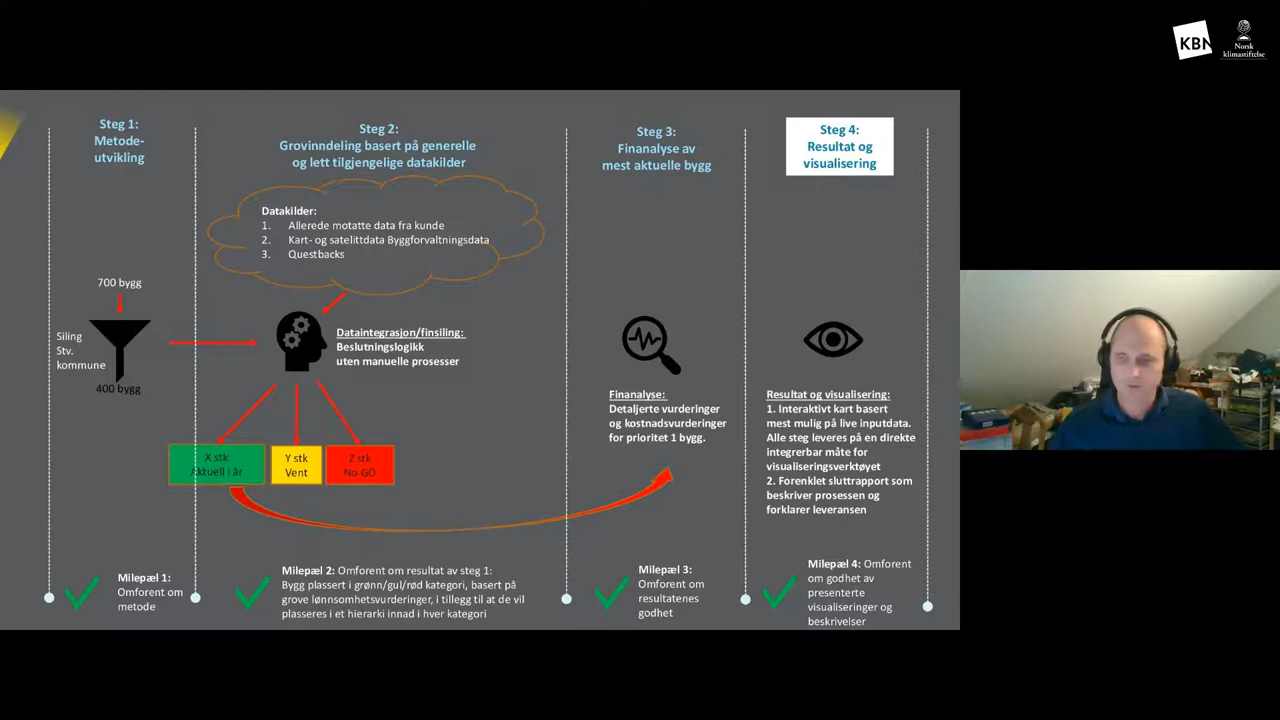 KBN
Norsk
klimastiftelse
Steg 1:
Metode-
utvikling
Steg 2:
Grovinndeling basert på generelle
og lett tilgjengelige datakilder
Steg 3:
Finanalyse av
mest aktuelle bygg
Steg 4:
Resultat og
visualisering
Datakilder:
1. Allerede motatte data fra kunde
2. Kart- og satelittdata Byggforvaltningsdata
3. Questbacks
700 bygg
Siling
Stv.
kommune
400 bygg
Dataintegrasjon/finsiling:
Beslutningslogikk
uten manuelle prosesser
X stk
Aktuell i år
Y stk
Vent
Z stk
No-GO
Finanalyse:
Detaljerte vurderinger
og kostnadsvurderinger
for prioritet 1 bygg.
Resultat og visualisering:
1. Interaktivt kart basert
mest mulig på live inputdata.
Alle steg leveres på en direkte
integrerbar måte for
visualiseringsverktøyet
2. Forenklet sluttrapport som
beskriver prosessen og
forklarer leveransen
Milepæl 1:
Omforent om
metode
Milepæl 2: Omforent om resultat av steg 1:
Bygg plassert i grønn/gul/rød kategori, basert på
grove lønnsomhetsvurderinger, i tillegg til at de vil
plasseres i et hierarki innad i hver kategori
Milepæl 3:
Omforent om
resultatenes
godhet
Milepæl 4: Omforent
om godhet av
presenterte
visualiseringer og
beskrivelser